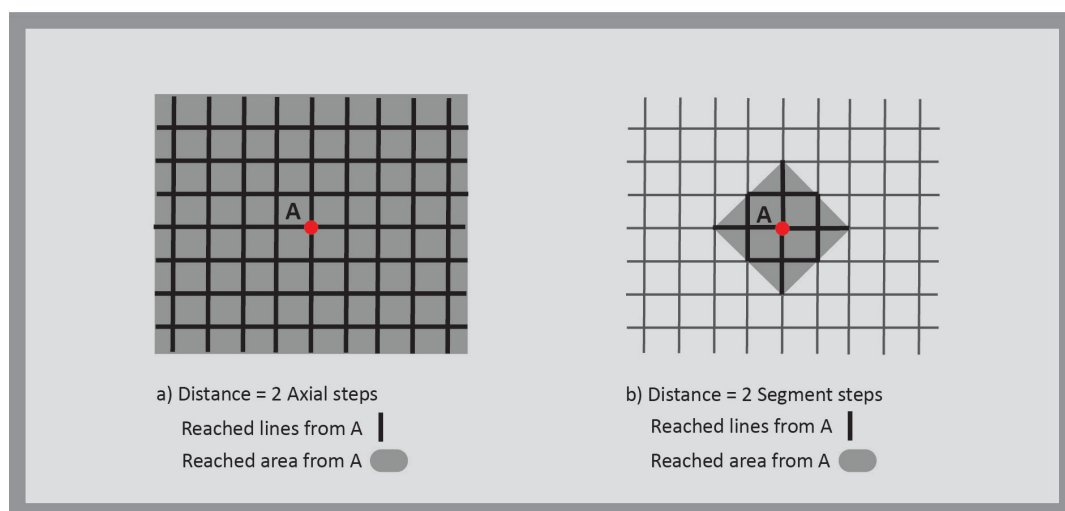 A
A
a) Distance = 2 Axial steps
Reached lines from A
Reached area from A
b) Distance = 2 Segment steps
Reached lines from A
Reached area from A